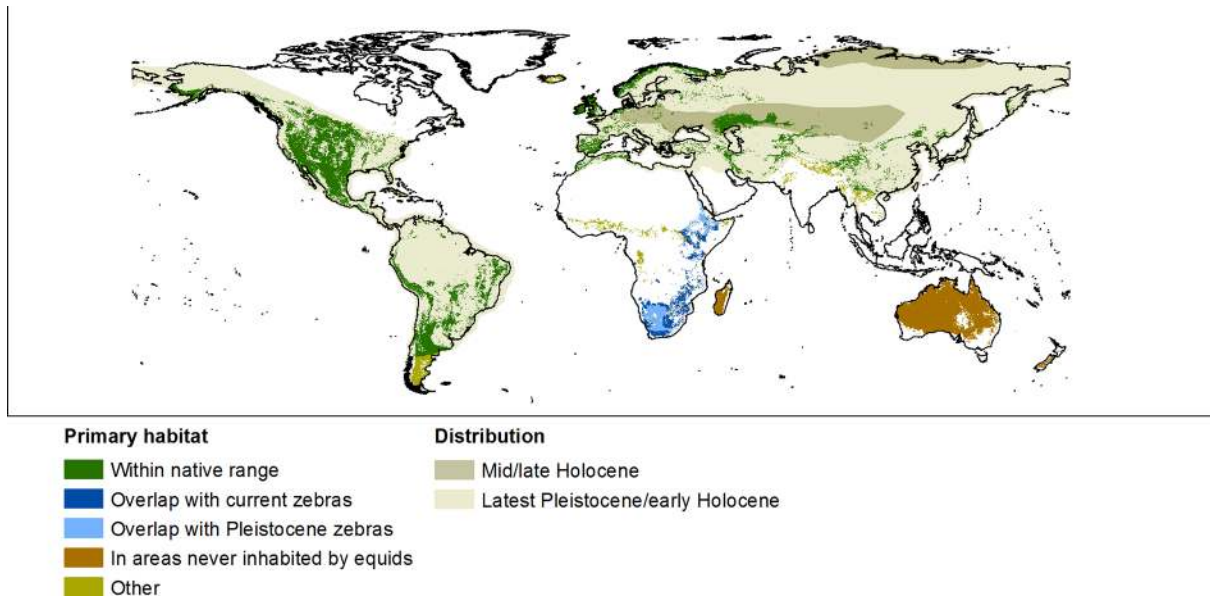 Primary habitat
Within native range
Overlap with current zebras
Overlap with Pleistocene zebras
In areas never inhabited by equids
Other
Distribution
Mid/late Holocene
Latest Pleistocene/early Holocene